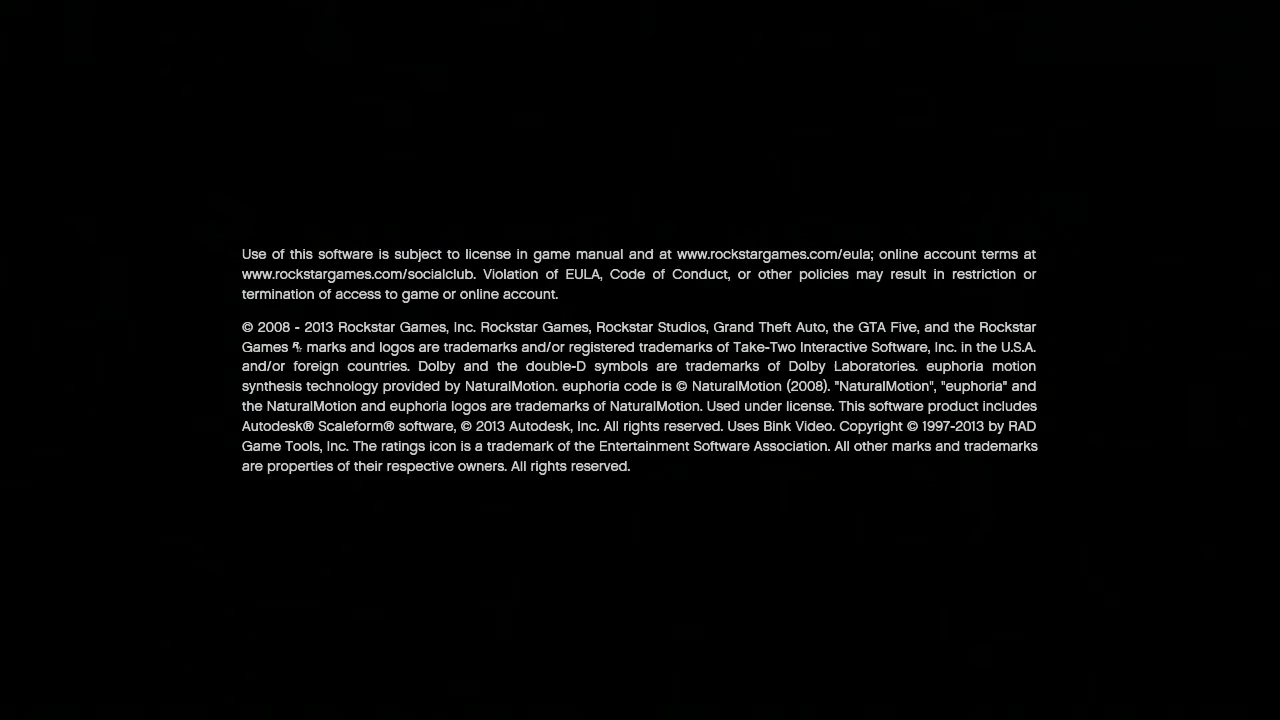 Use of this software is subject to license in game manual and at www.rockstargames.com/eula; online account terms at
www.rockstargames.com/socialclub. Violation of EULA, Code of Conduct, or other policies may result in restriction or
termination of access to game or online account.
© 2008 - 2013 Rockstar Games, Inc. Rockstar Games, Rockstar Studios, Grand Theft Auto, the GTA Five, and the Rockstar
Games R* marks and logos are trademarks and/or registered trademarks of Take-Two Interactive Software, Inc. in the U.S.A.
and/or foreign countries. Dolby and the double-D symbols are trademarks of Dolby Laboratories. euphoria motion
synthesis technology provided by NaturalMotion. euphoria code is © NaturalMotion (2008). "NaturalMotion", "euphoria" and
the NaturalMotion and euphoria logos are trademarks of NaturalMotion. Used under license. This software product includes
Autodesk® Scaleform® software, © 2013 Autodesk, Inc. All rights reserved. Uses Bink Video. Copyright © 1997-2013 by RAD
Game Tools, Inc. The ratings icon is a trademark of the Entertainment Software Association. All other marks and trademarks
are properties of their respective owners. All rights reserved.